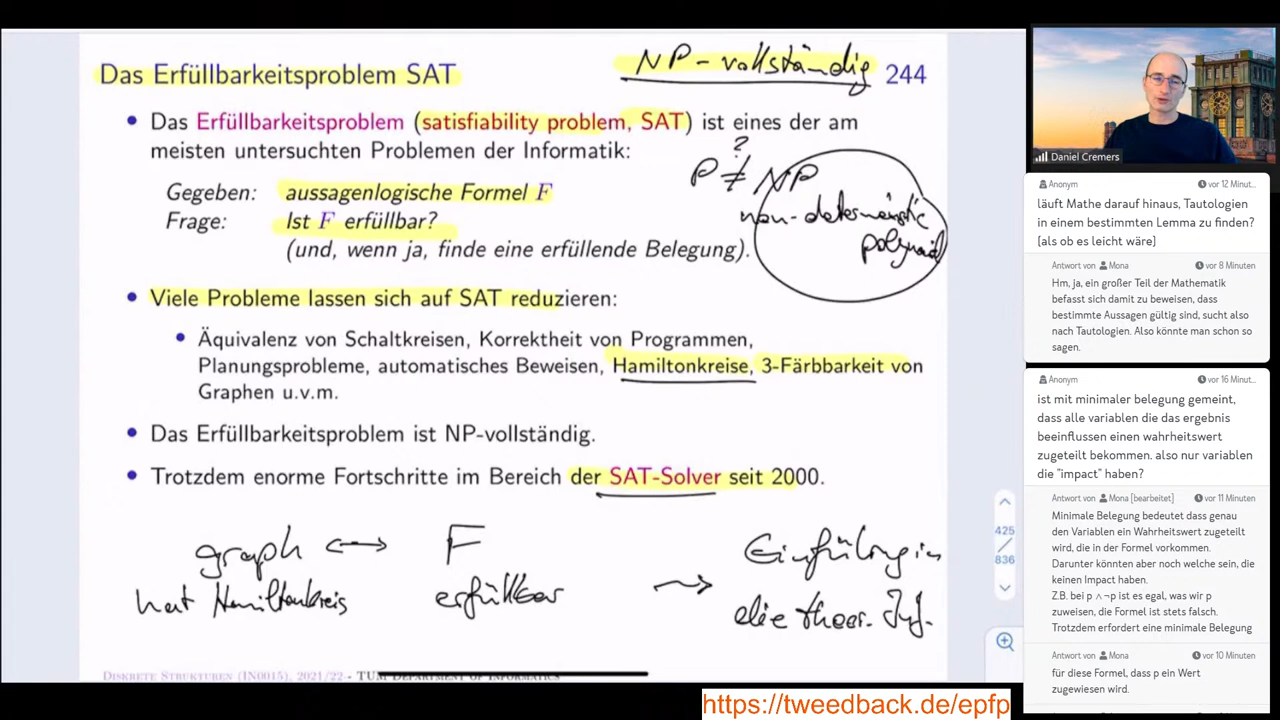 Das Erfüllbarkeitsproblem SAT
NP-vollständig
244
Das Erfüllbarkeitsproblem (satisfiability problem, SAT) ist eines der am
meisten untersuchten Problemen der Informatik:
P ≠ NP
?
Gegeben: aussagenlogische Formel F
Frage: Ist F erfüllbar?
(und, wenn ja, finde eine erfüllende Belegung).
non-deterministic
polynomial
Viele Probleme lassen sich auf SAT reduzieren:
Äquivalenz von Schaltkreisen, Korrektheit von Programmen,
Planungsprobleme, automatisches Beweisen, Hamiltonkreise, 3-Färbbarkeit von
Graphen u.v.m.
Das Erfüllbarkeitsproblem ist NP-vollständig.
Trotzdem enorme Fortschritte im Bereich der SAT-Solver seit 2000.
graph ↔ F
hat Hamiltonkreis erfüllbar
→ Einführung in
die theor. Inf.
DISKRETE STRUKTUREN (IN0015), 2021/22 - TUM DEPARTMENT OF INFORMATICS
425
836
Daniel Cremers
Anonym vor 12 Minut...
läuft Mathe darauf hinaus, Tautologien
in einem bestimmten Lemma zu finden?
[als ob es leicht wäre]
Antwort von Mona vor 8 Minuten
Hm, ja, ein großer Teil der Mathematik
befasst sich damit zu beweisen, dass
bestimmte Aussagen gültig sind, sucht also
nach Tautologien. Also könnte man schon so
sagen.
Anonym vor 16 Minut...
ist mit minimaler belegung gemeint,
dass alle variablen die das ergebnis
beeinflussen einen wahrheitswert
zugeteilt bekommen. also nur variablen
die "impact" haben?
Antwort von Mona [bearbeitet] vor 11 Minuten
Minimale Belegung bedeutet dass genau
den Variablen ein Wahrheitswert zugeteilt
wird, die in der Formel vorkommen.
Darunter könnten aber noch welche sein, die
keinen Impact haben.
Z.B. bei p ∧ ¬p ist es egal, was wir p
zuweisen, die Formel ist stets falsch.
Trotzdem erfordert eine minimale Belegung
Antwort von Mona vor 10 Minuten
für diese Formel, dass p ein Wert
zugewiesen wird.
https://tweedback.de/epfp